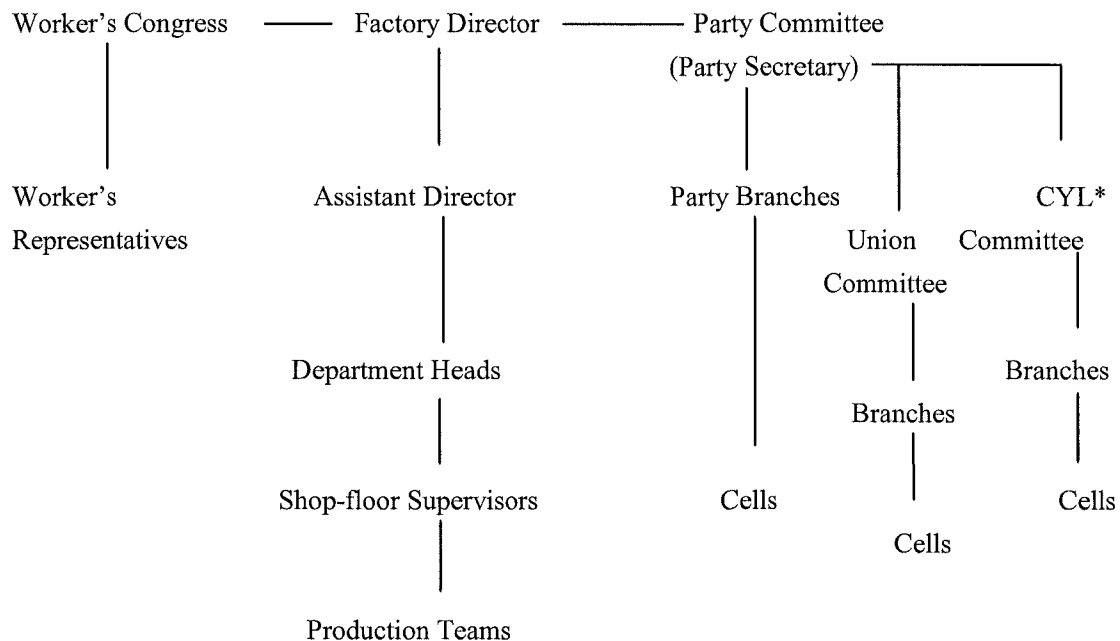 Worker's Congress Factory Director Party Committee
(Party Secretary)
Worker's Assistant Director Party Branches CYL*
Representatives Union Committee
Committee
Department Heads Branches
Branches
Shop-floor Supervisors Cells Cells
Cells
Production Teams